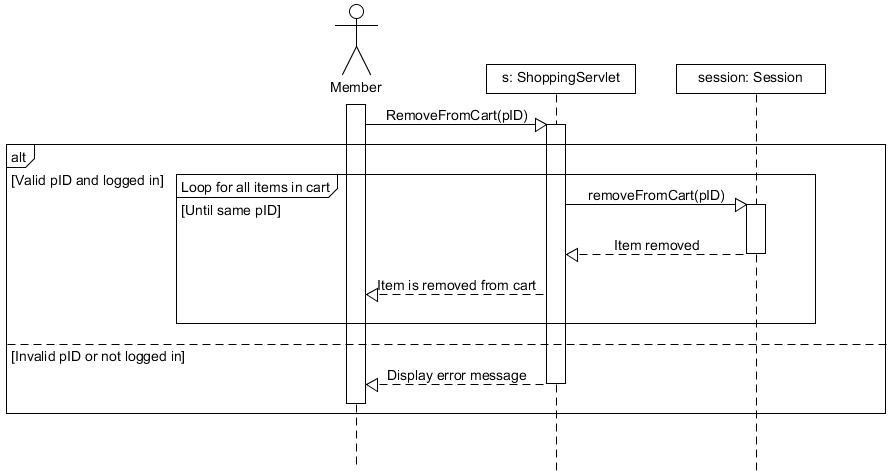 Member
s: ShoppingServlet
session: Session
RemoveFromCart(pID)
alt
[Valid pID and logged in]
Loop for all items in cart
[Until same pID]
removeFromCart(pID)
Item removed
Item is removed from cart
[Invalid pID or not logged in]
Display error message